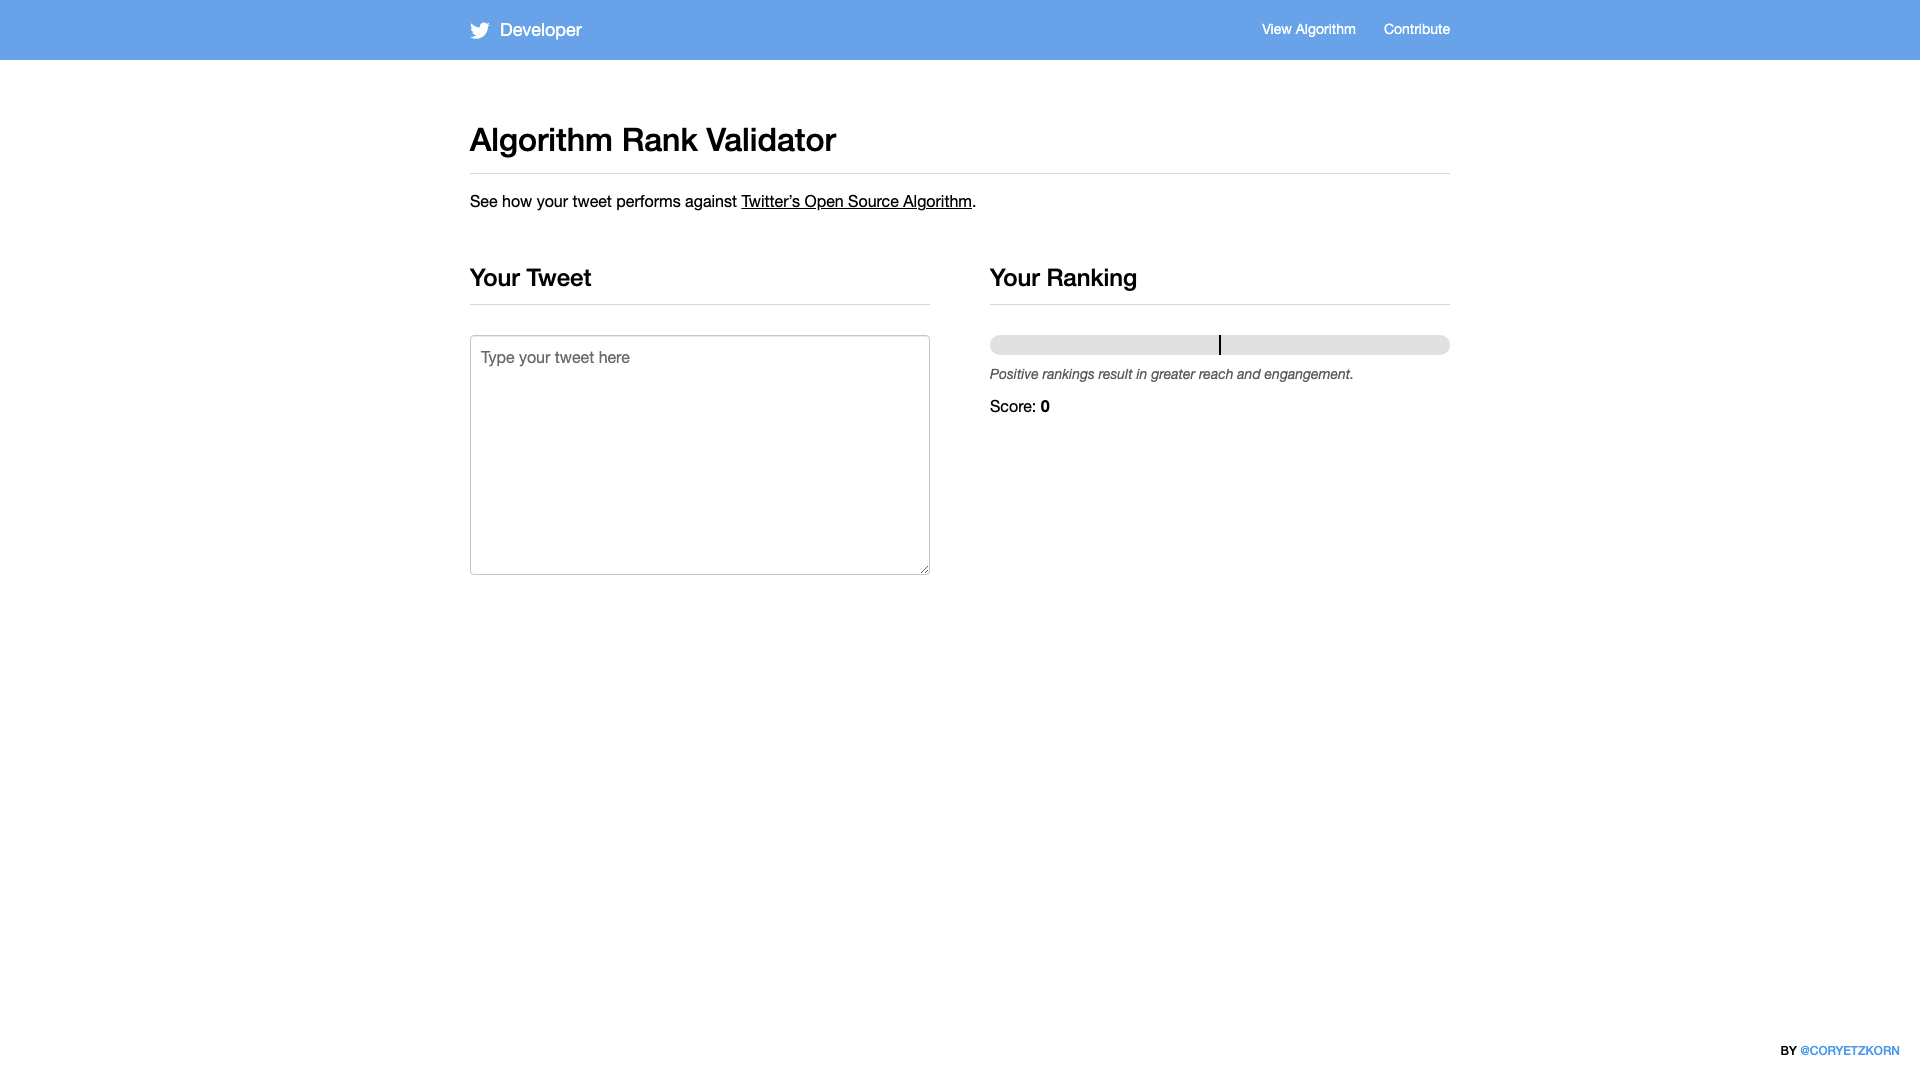 Developer
View Algorithm
Contribute
Algorithm Rank Validator
See how your tweet performs against Twitter’s Open Source Algorithm.
Your Tweet
Type your tweet here
Your Ranking
Positive rankings result in greater reach and engangement.
Score: 0
BY @CORYETZKORN